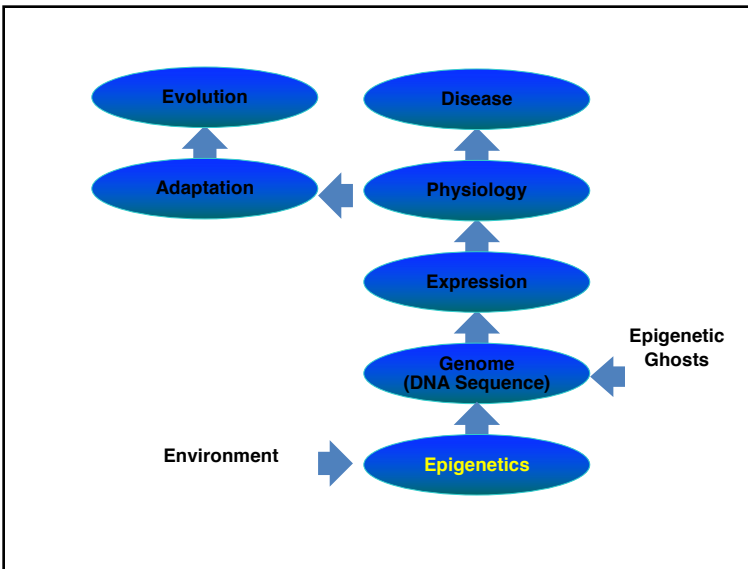 Evolution
Disease
Adaptation
Physiology
Expression
Epigenetic
Ghosts
Genome
(DNA Sequence)
Environment
Epigenetics